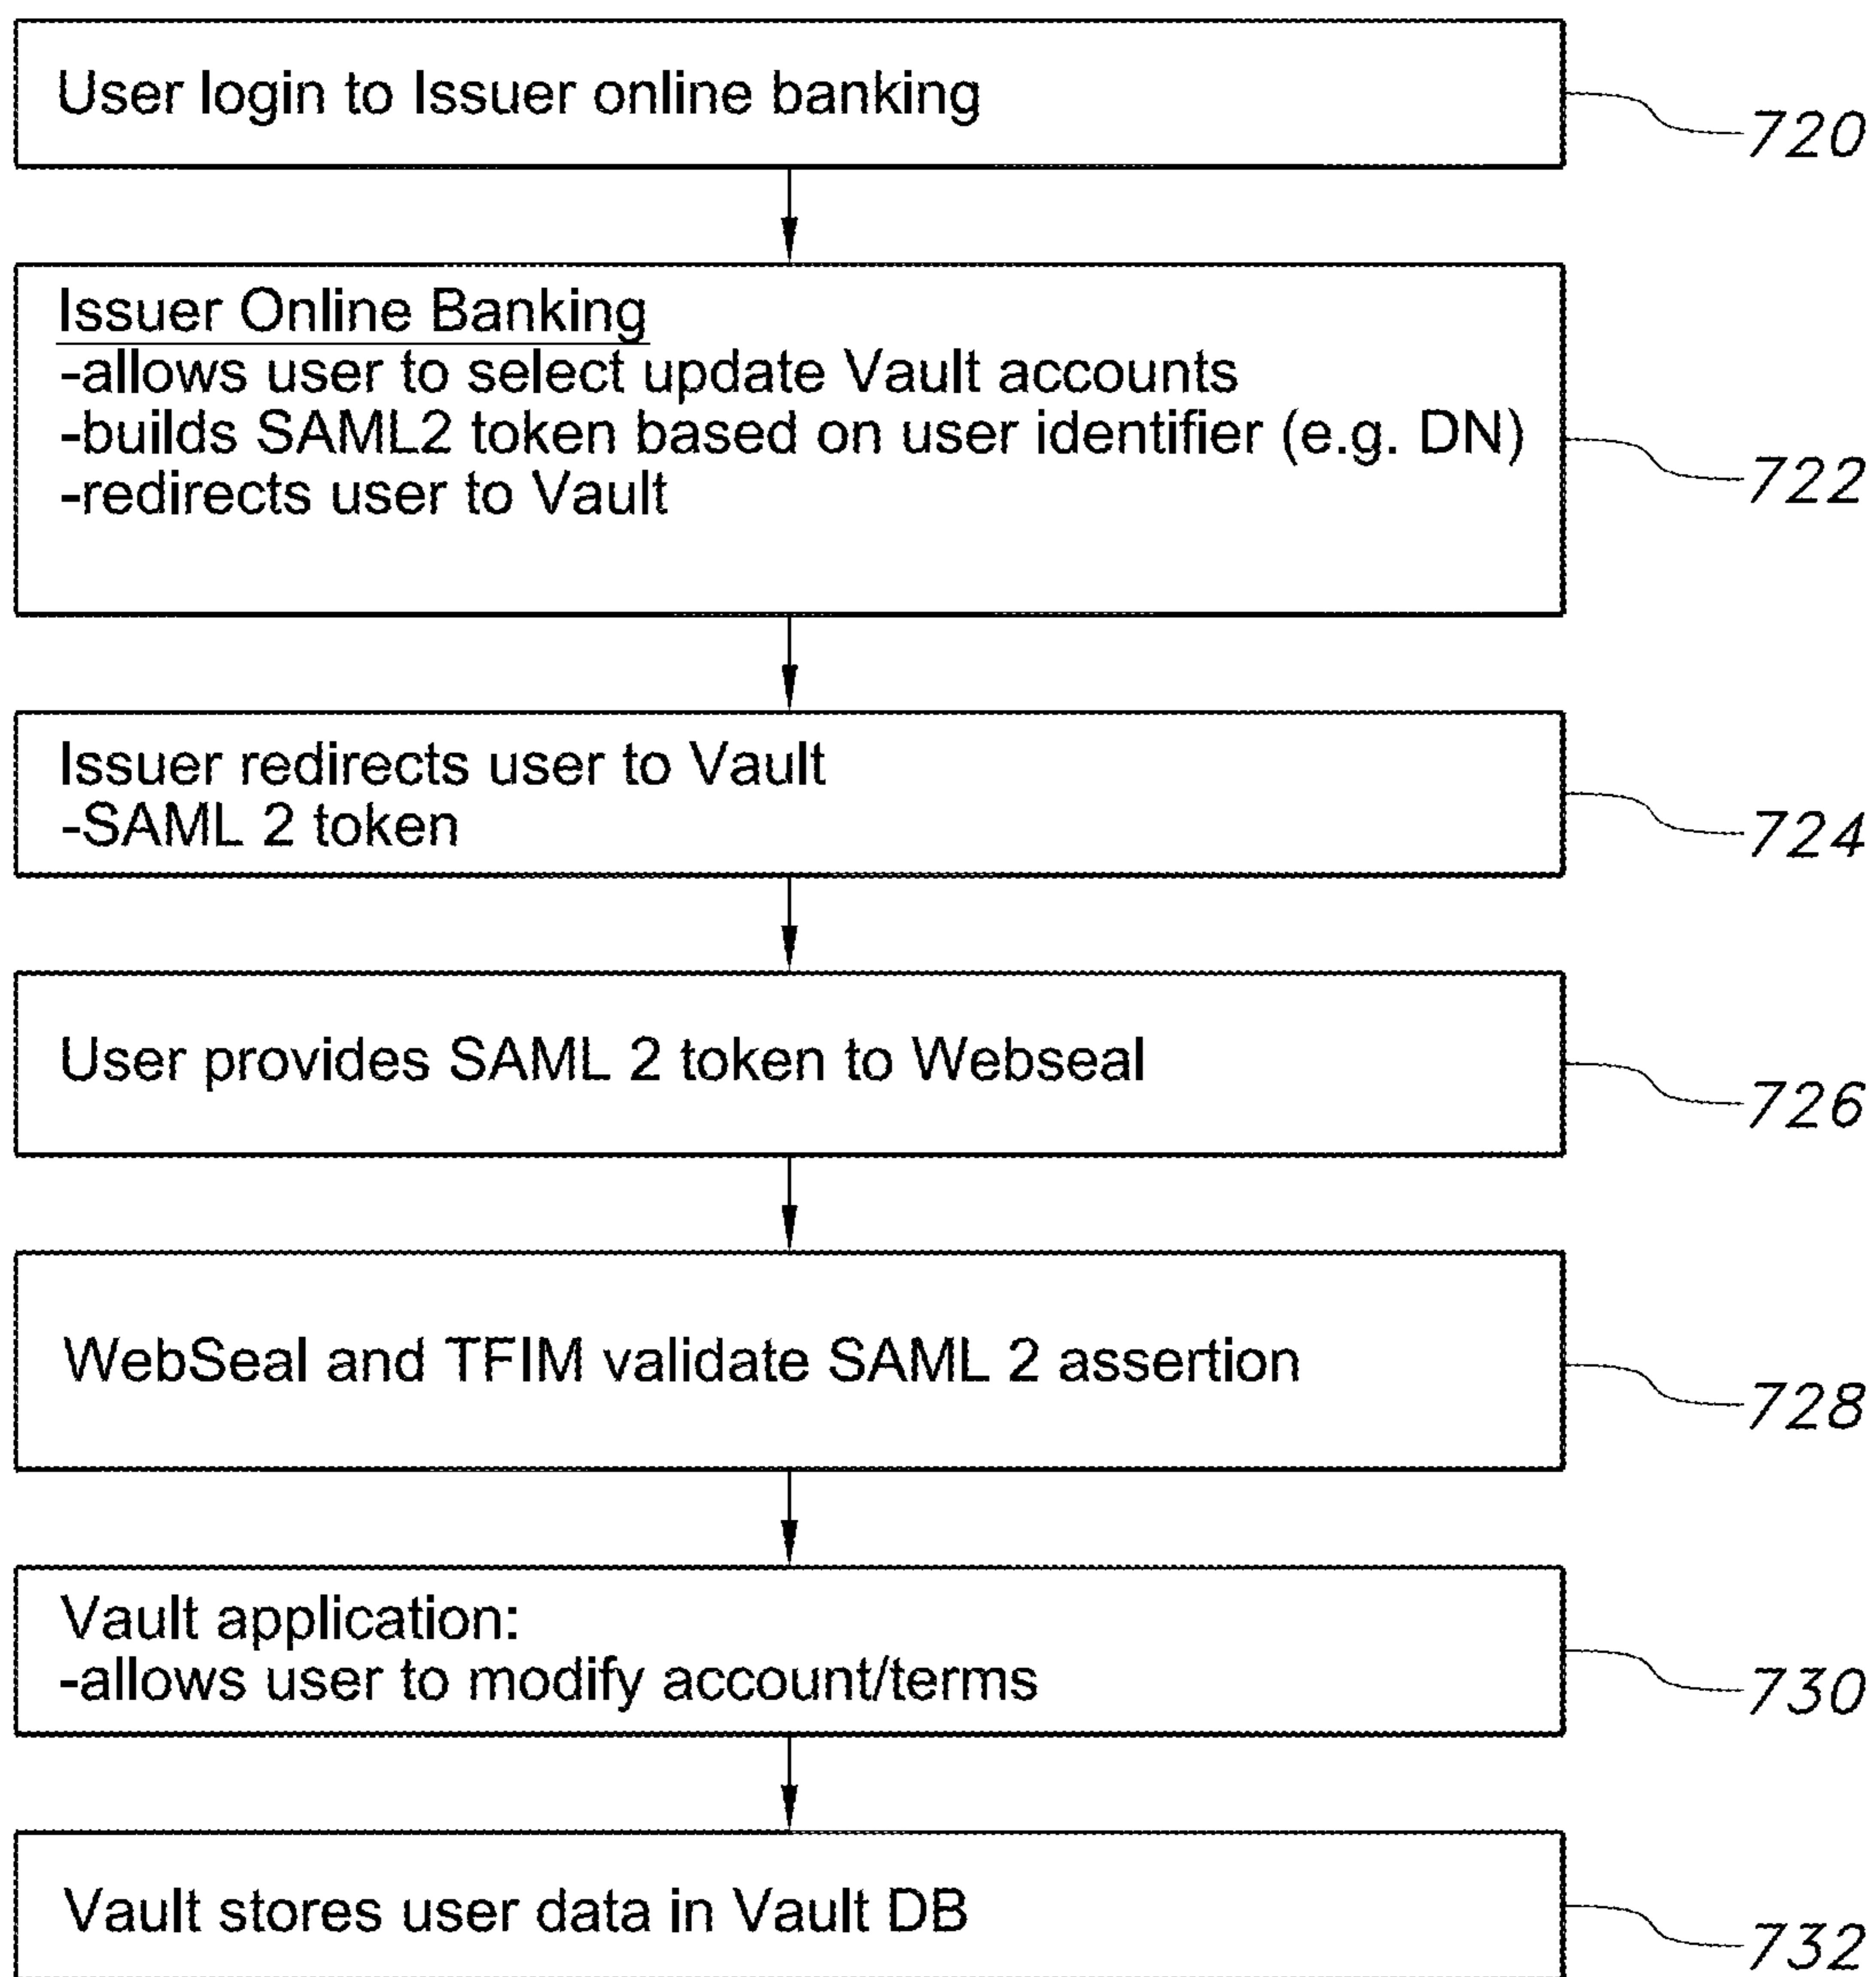 User login to Issuer online banking
720
Issuer Online Banking
-allows user to select update Vault accounts
-builds SAML2 token based on user identifier (e.g. DN)
-redirects user to Vault
722
Issuer redirects user to Vault
-SAML 2 token
724
User provides SAML 2 token to Webseal
726
WebSeal and TFIM validate SAML 2 assertion
728
Vault application:
-allows user to modify account/terms
730
Vault stores user data in Vault DB
732